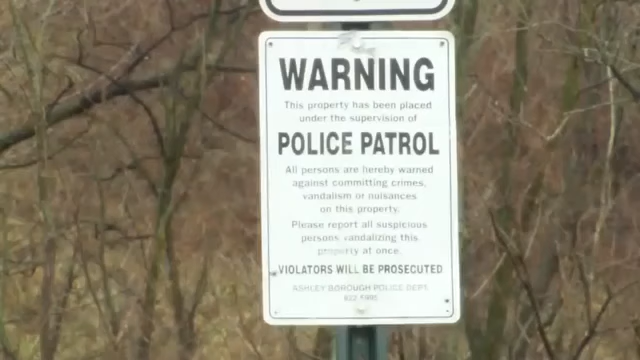 WARNING
This property has been placed
under the supervision of
POLICE PATROL
All persons are hereby warned
against committing crimes,
vandalism or nuisances
on this property.
Please report all suspicious
persons vandalizing this
property at once.
VIOLATORS WILL BE PROSECUTED
ASHLEY BOROUGH POLICE DEPT.